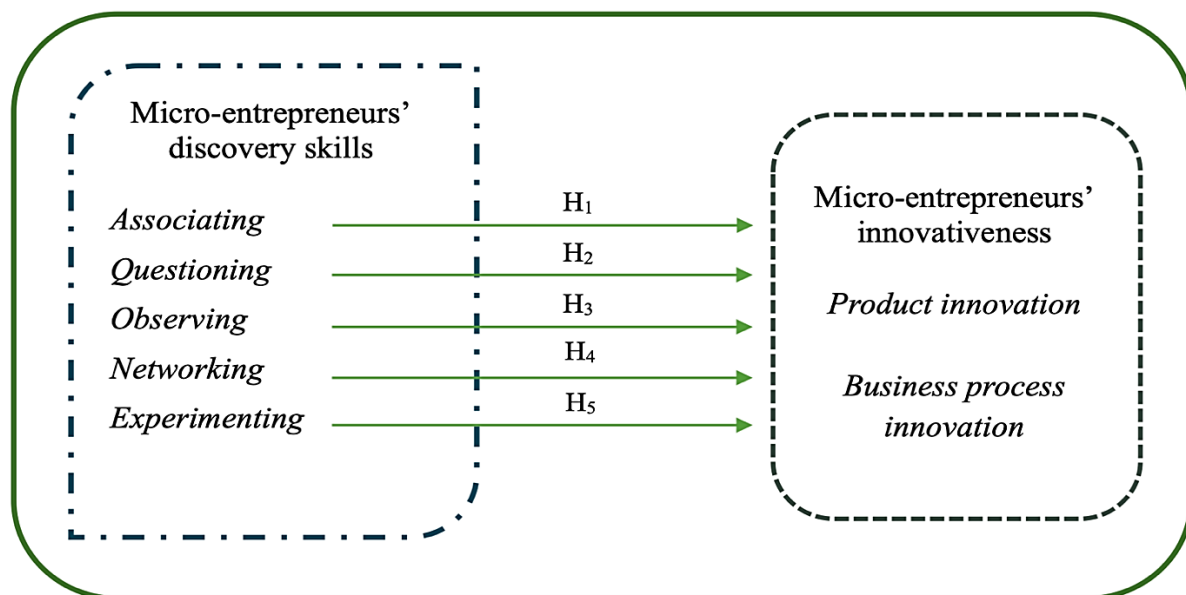 Micro-entrepreneurs’
discovery skills
Associating
Questioning
Observing
Networking
Experimenting
H₁
H₂
H₃
H₄
H₅
Micro-entrepreneurs’
innovativeness
Product innovation
Business process
innovation